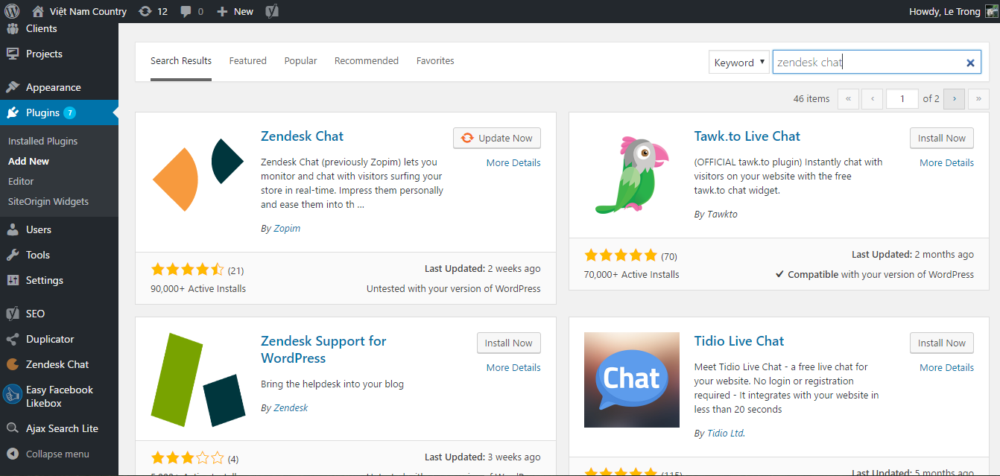 Việt Nam Country
12
0
New
Howdy, Le Trong
Clients
Projects
Appearance
Plugins 7
Installed Plugins
Add New
Editor
SiteOrigin Widgets
Users
Tools
Settings
SEO
Duplicator
Zendesk Chat
Easy Facebook
Likebox
Ajax Search Lite
Collapse menu
Search Results
Featured
Popular
Recommended
Favorites
Keyword
zendesk chat
46 items « ‹ 1 of 2 › »
Zendesk Chat
Update Now
More Details
Zendesk Chat (previously Zopim) lets you
monitor and chat with visitors surfing your
store in real-time. Impress them personally
and ease them into th ...
By Zopim
(21)
90,000+ Active Installs
Last Updated: 2 weeks ago
Untested with your version of WordPress
Tawk.to Live Chat
Install Now
More Details
(OFFICIAL tawk.to plugin) Instantly chat with
visitors on your website with the free
tawk.to chat widget.
By Tawkto
(70)
70,000+ Active Installs
Last Updated: 2 months ago
Compatible with your version of WordPress
Zendesk Support for
WordPress
Install Now
More Details
Bring the helpdesk into your blog
By Zendesk
(4)
Last Updated: 3 weeks ago
Chat
Tidio Live Chat
Install Now
More Details
Meet Tidio Live Chat - a free live chat for
your website. No login or registration
required - It integrates with your website in
less than 20 seconds
By Tidio Ltd.
(115)
Last Updated: 5 months ago